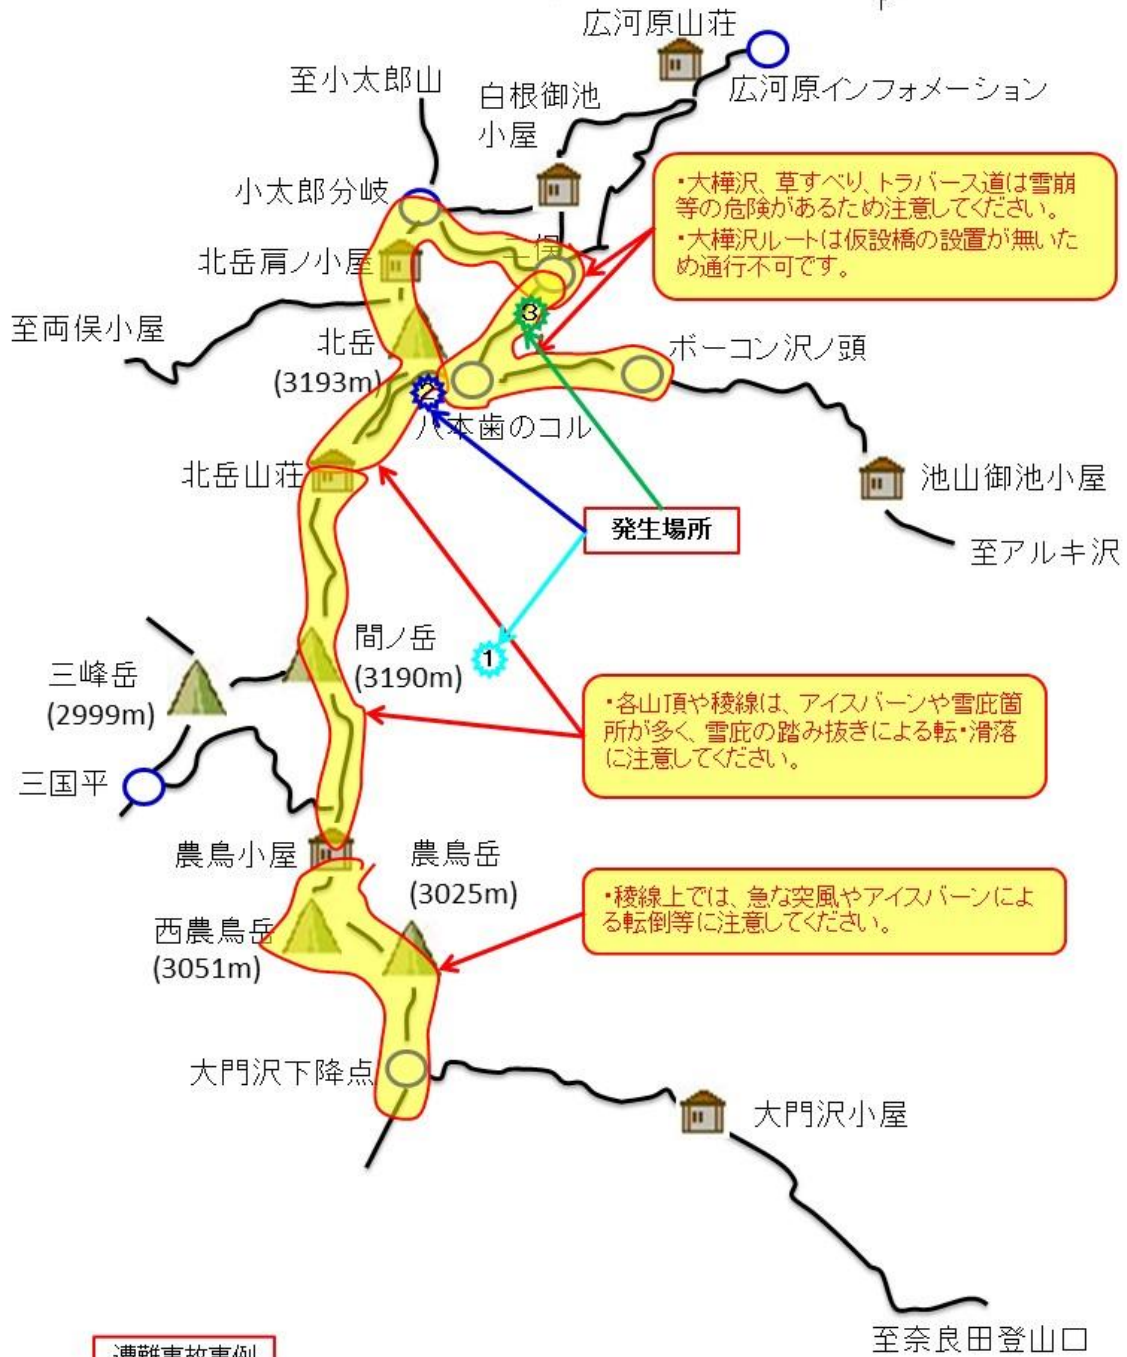 広河原山荘
至小太郎山
白根御池
小屋
広河原インフォメーション
小太郎分岐
・大樺沢、草すべり、トラバース道は雪崩
等の危険があるため注意してください。
・大樺沢ルートは仮設橋の設置が無いた
め通行不可です。
二俣
北岳肩ノ小屋
至両俣小屋
3
北岳
(3193m)
ボーコン沢ノ頭
2
八本歯のコル
北岳山荘
池山御池小屋
発生場所
至アルキ沢
間ノ岳
(3190m)
1
三峰岳
(2999m)
・各山頂や稜線は、アイスバーンや雪庇箇
所が多く、雪庇の踏み抜きによる転・滑落
に注意してください。
三国平
農鳥小屋
農鳥岳
(3025m)
・稜線上では、急な突風やアイスバーンによ
る転倒等に注意してください。
西農鳥岳
(3051m)
大門沢下降点
大門沢小屋
至奈良田登山口
遭難事故事例